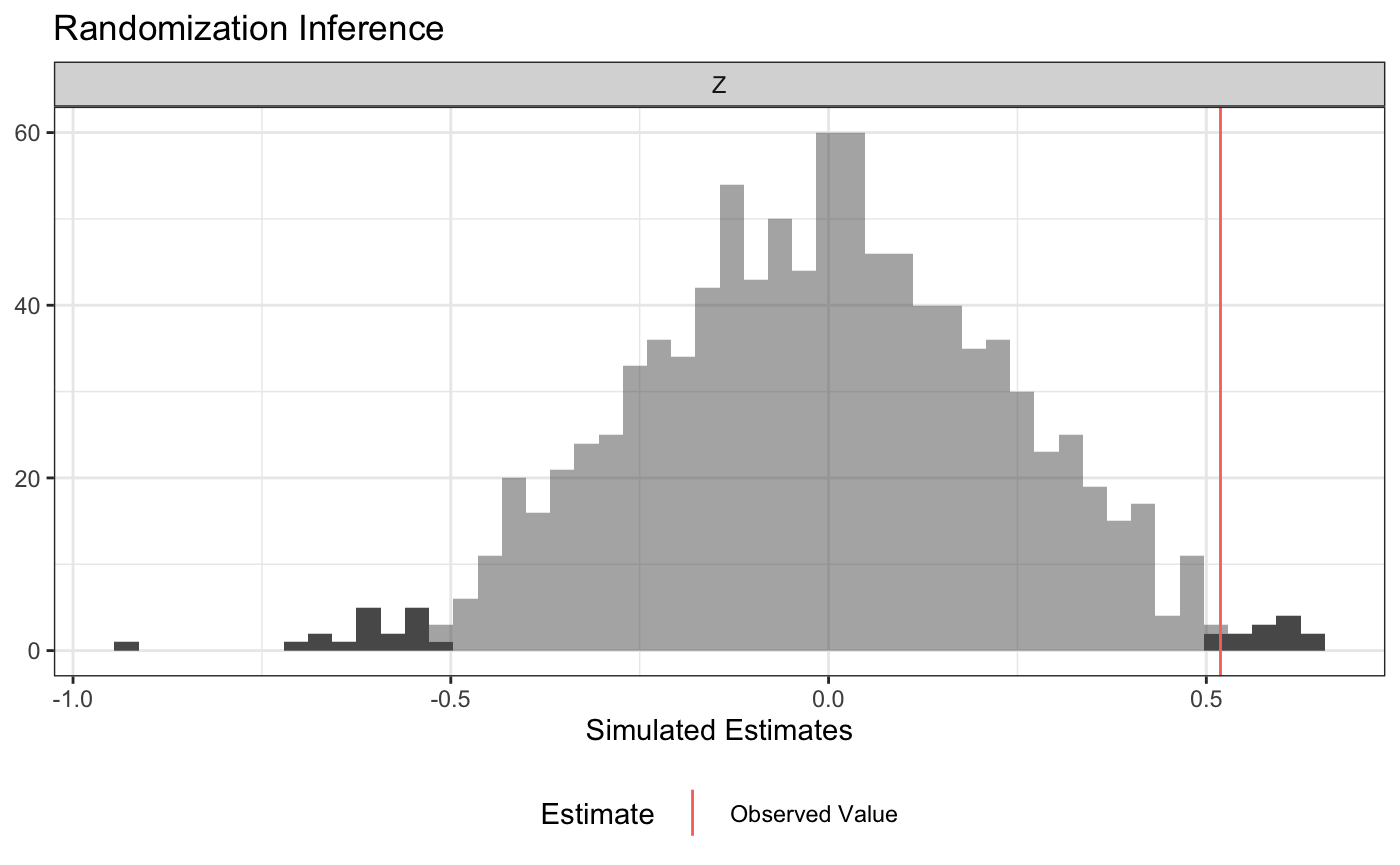 Randomization Inference
Z
60
40
20
0
-1.0 -0.5 0.0 0.5
Simulated Estimates
Estimate Observed Value